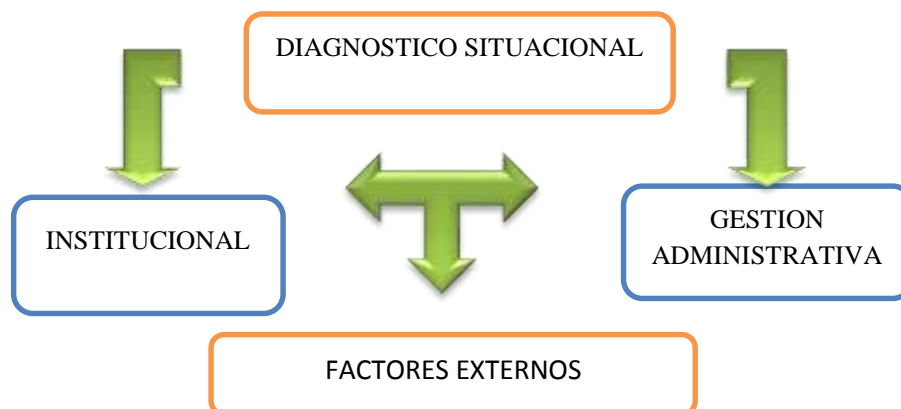 DIAGNOSTICO SITUACIONAL
INSTITUCIONAL
GESTION
ADMINISTRATIVA
FACTORES EXTERNOS